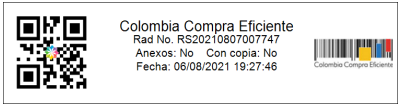 Colombia Compra Eficiente
Rad No. RS20210807007747
Anexos: No Con copia: No
Fecha: 06/08/2021 19:27:46
Colombia Compra Eficiente